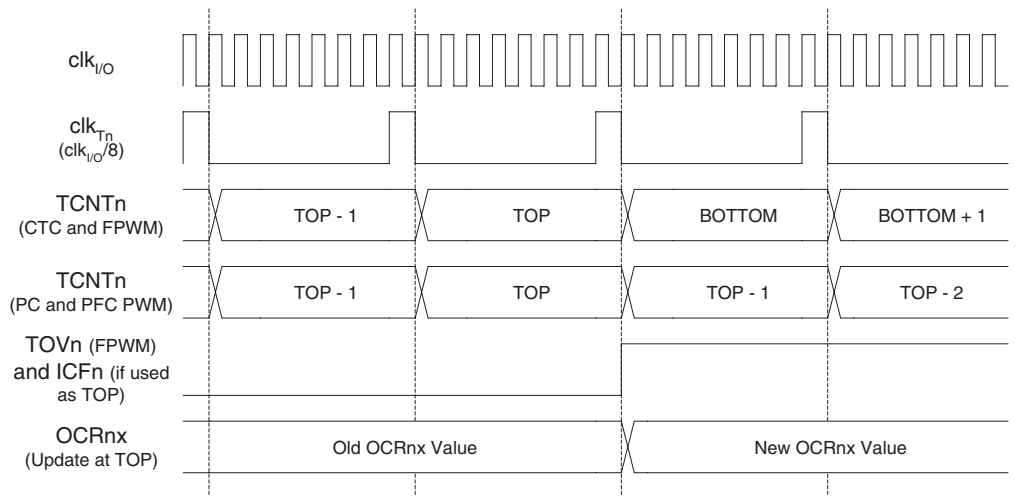 clkI/O
clkTn
(clkI/O/8)
TCNTn
(CTC and FPWM)
TOP - 1
TOP
BOTTOM
BOTTOM + 1
TCNTn
(PC and PFC PWM)
TOP - 1
TOP
TOP - 1
TOP - 2
TOVn (FPWM)
and ICFn (if used
as TOP)
OCRnx
(Update at TOP)
Old OCRnx Value
New OCRnx Value